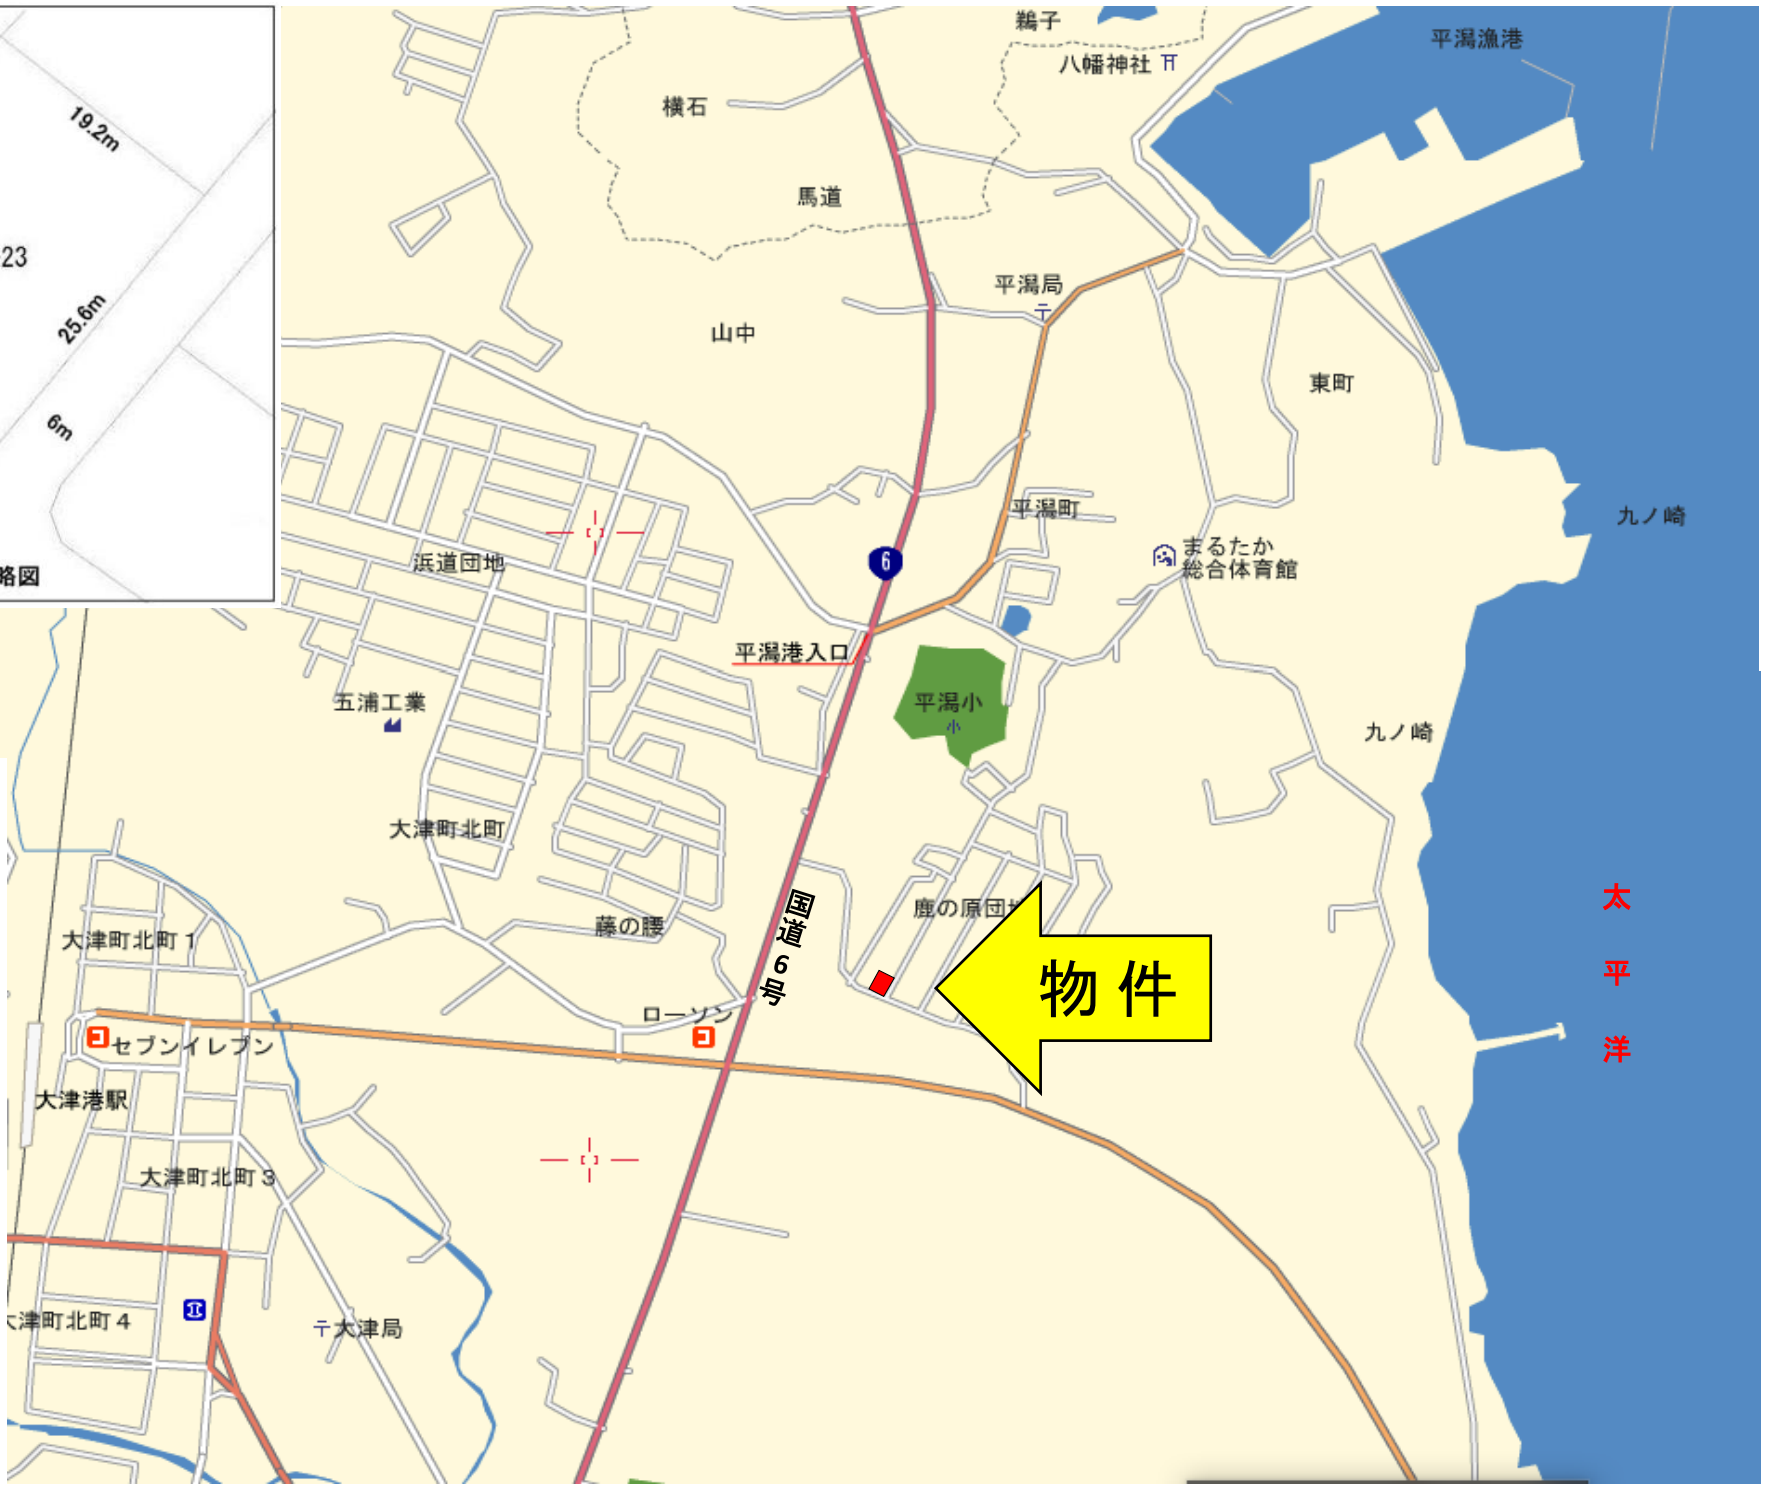 19.2m
23
25.6m
6m
略図
鵜子
平潟漁港
八幡神社
横石
馬道
平潟局
山中
東町
平潟町
九ノ崎
6
まるたか
総合体育館
浜道団地
平潟港入口
五浦工業
平潟小
小
九ノ崎
大津町北町
鹿の原団地
国道6号
藤の腰
太平洋
大津町北町1
物件
ローソン
セブンイレブン
大津港駅
大津町北町3
大津町北町4
大津局